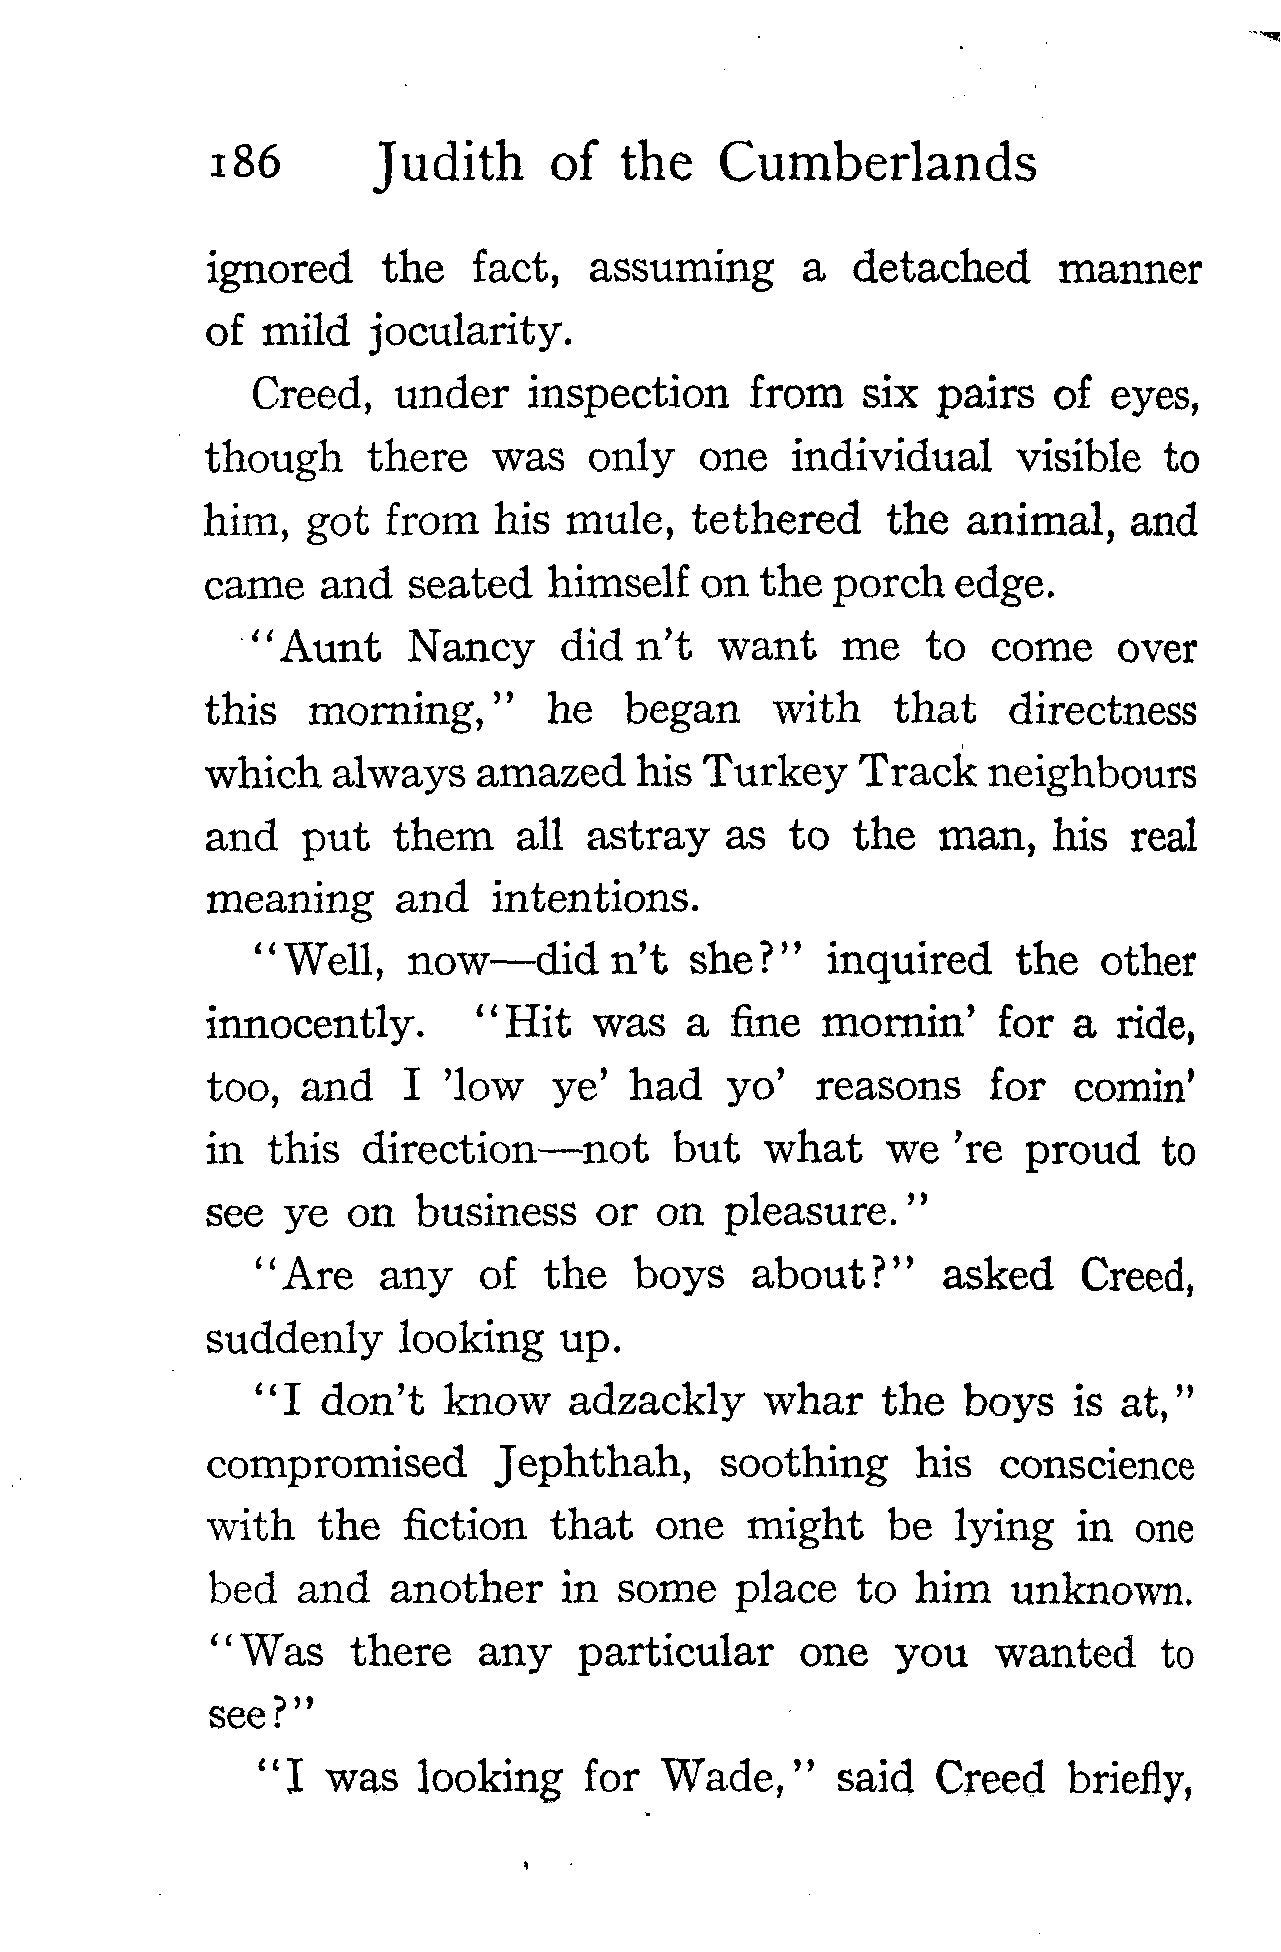 186 Judith of the Cumberlands
ignored the fact, assuming a detached manner
of mild jocularity.
Creed, under inspection from six pairs of eyes,
though there was only one individual visible to
him, got from his mule, tethered the animal, and
came and seated himself on the porch edge.
"Aunt Nancy did n't want me to come over
this morning," he began with that directness
which always amazed his Turkey Track neighbours
and put them all astray as to the man, his real
meaning and intentions.
"Well, now—did n't she?" inquired the other
innocently. "Hit was a fine mornin' for a ride,
too, and I 'low ye' had yo' reasons for comin'
in this direction—not but what we 're proud to
see ye on business or on pleasure."
"Are any of the boys about?" asked Creed,
suddenly looking up.
"I don't know adzackly whar the boys is at,"
compromised Jephthah, soothing his conscience
with the fiction that one might be lying in one
bed and another in some place to him unknown.
"Was there any particular one you wanted to
see?"
"I was looking for Wade," said Creed briefly,